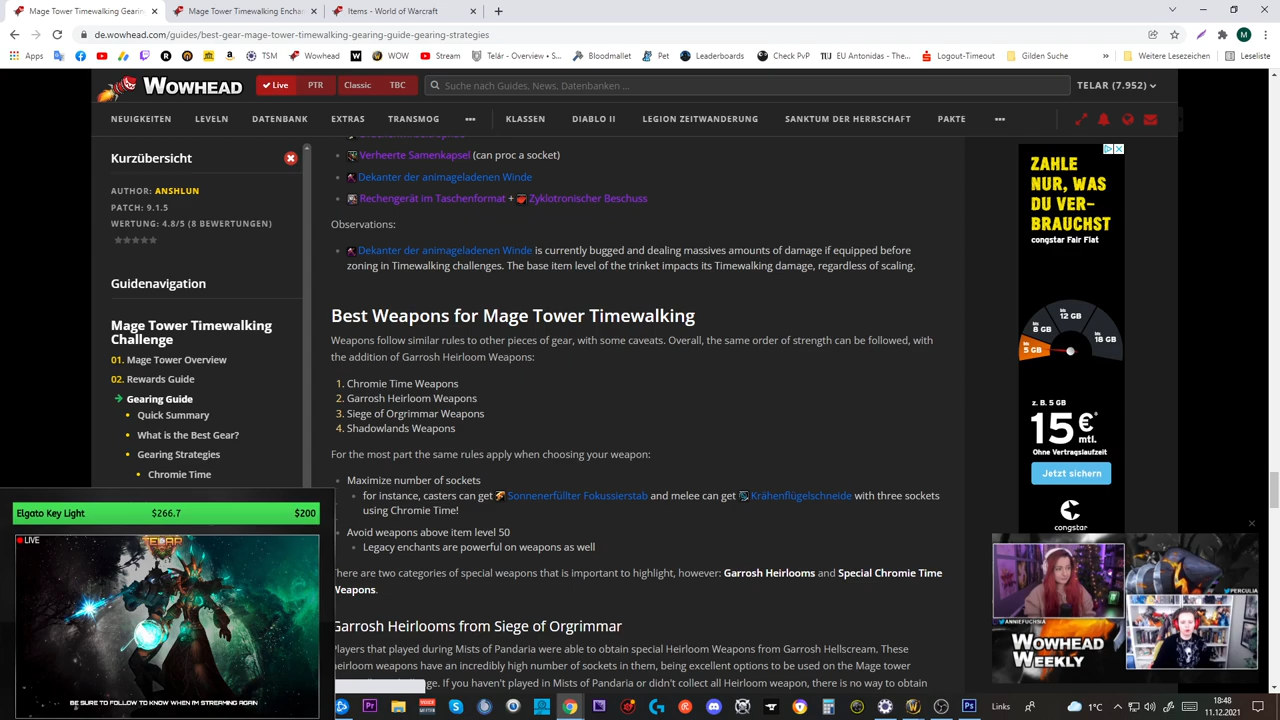 Mage Tower Timewalking Gearin
Mage Tower Timewalking Enchan
Items - World of Warcraft
de.wowhead.com/guides/best-gear-mage-tower-timewalking-gearing-guide-gearing-strategies
Apps
TSM
Wowhead
WOW
Stream
Telár - Overview - S...
Bellular
Pet
Leaderboards
Check PvP
TU EU Antonidas - T...
Logout-Timeout
Gilden Suche
»
Weitere Lesezeichen
Leseliste
WOWHEAD
Live
PTR
Classic
TBC
Suche nach Guides, News, Datenbanken ...
TELAR (7.952)
NEUIGKEITEN
LEVELN
DATENBANK
EXTRAS
TRANSMOG
•••
KLASSEN
DIABLO II
LEGION ZEITWANDERUNG
SANKTUM DER HERRSCHAFT
PAKTE
•••
Kurzübersicht
AUTHOR: ANSHLUN
PATCH: 9.1.5
WERTUNG: 4.8/5 (8 BEWERTUNGEN)
Guidenavigation
Mage Tower Timewalking
Challenge
01. Mage Tower Overview
02. Rewards Guide
Gearing Guide
Quick Summary
What is the Best Gear?
Gearing Strategies
Chromie Time
Verheerte Samenkapsel (can proc a socket)
Dekanter der animageladenen Winde
Rechengerät im Taschenformat + Zyklotronischer Beschuss
Observations:
Dekanter der animageladenen Winde is currently bugged and dealing massives amounts of damage if equipped before
zoning in Timewalking challenges. The base item level of the trinket impacts its Timewalking damage, regardless of scaling.
Best Weapons for Mage Tower Timewalking
Weapons follow similar rules to other pieces of gear, with some caveats. Overall, the same order of strength can be followed, with
the addition of Garrosh Heirloom Weapons:
1. Chromie Time Weapons
2. Garrosh Heirloom Weapons
3. Siege of Orgrimmar Weapons
4. Shadowlands Weapons
For the most part the same rules apply when choosing your weapon:
Maximize number of sockets
for instance, casters can get Sonnenerfüllter Fokussierstab and melee can get Krähenflügelschneide with three sockets
using Chromie Time!
Avoid weapons above item level 50
Legacy enchants are powerful on weapons as well
There are two categories of special weapons that is important to highlight, however: Garrosh Heirlooms and Special Chromie Time
Weapons.
Garrosh Heirlooms from Siege of Orgrimmar
Players that played during Mists of Pandaria were able to obtain special Heirloom Weapons from Garrosh Hellscream. These
heirloom weapons have an incredibly high number of sockets in them, being excellent options to be used on the Mage tower
ge. If you haven't played in Mists of Pandaria or didn't collect all Heirloom weapon, there is no way to obtain
ZAHLE
NUR, WAS
DU VER-
BRAUCHST
congstar Fair Flat
5 GB
bis 8 GB
bis 12 GB
bis 18 GB
z. B. 5 GB
15 €*
mtl.
Ohne Vertragslaufzeit
Jetzt sichern
congstar
ANNIEFUCHSIA
PERCULIA
WOWHEAD
WEEKLY
Elgato Key Light
$266.7
$200
LIVE
TELAR
BE SURE TO FOLLOW TO KNOW WHEN I'M STREAMING AGAIN
Links
1°C
18:48
11.12.2021